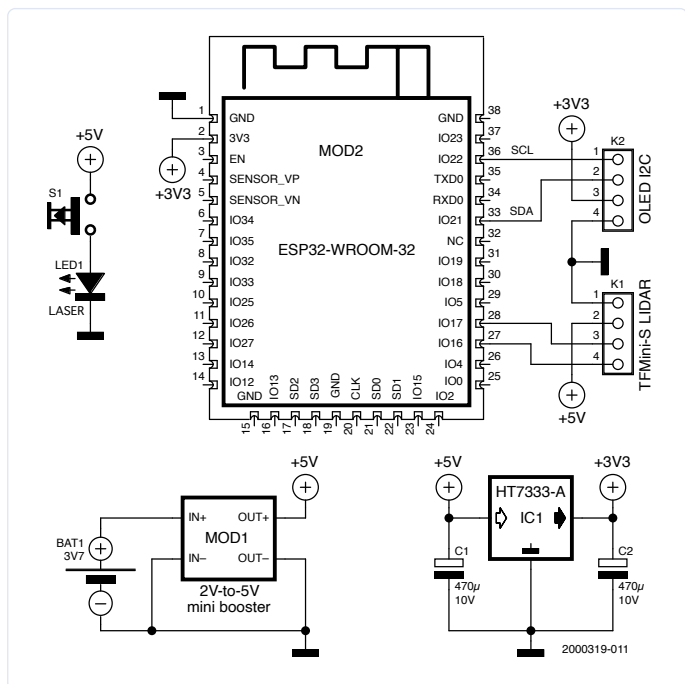 +5V
S1
LED1
LASER
MOD2
ESP32-WROOM-32
+3V3
1 GND
2 3V3
3 EN
4 SENSOR_VP
5 SENSOR_VN
6 IO34
7 IO35
8 IO32
9 IO33
10 IO25
11 IO26
12 IO27
13 IO14
14 IO12
GND 15
IO13 16
SD2 17
SD3 18
GND 19
CLK 20
SD0 21
SD1 22
IO15 23
IO2 24
GND 38
IO23 37
IO22 36
TXD0 35
RXD0 34
IO21 33
NC 32
IO19 31
IO18 30
IO5 29
IO17 28
IO16 27
IO4 26
IO0 25
SCL
SDA
+3V3
K2
1
2
3
4
OLED I2C
K1
1
2
3
4
TFMini-S LIDAR
+5V
BAT1
3V7
IN+ OUT+
MOD1
IN– OUT–
2V-to-5V
mini booster
+5V
+5V
HT7333-A
IC1
+3V3
C1
470µ
10V
C2
470µ
10V
2000319-011